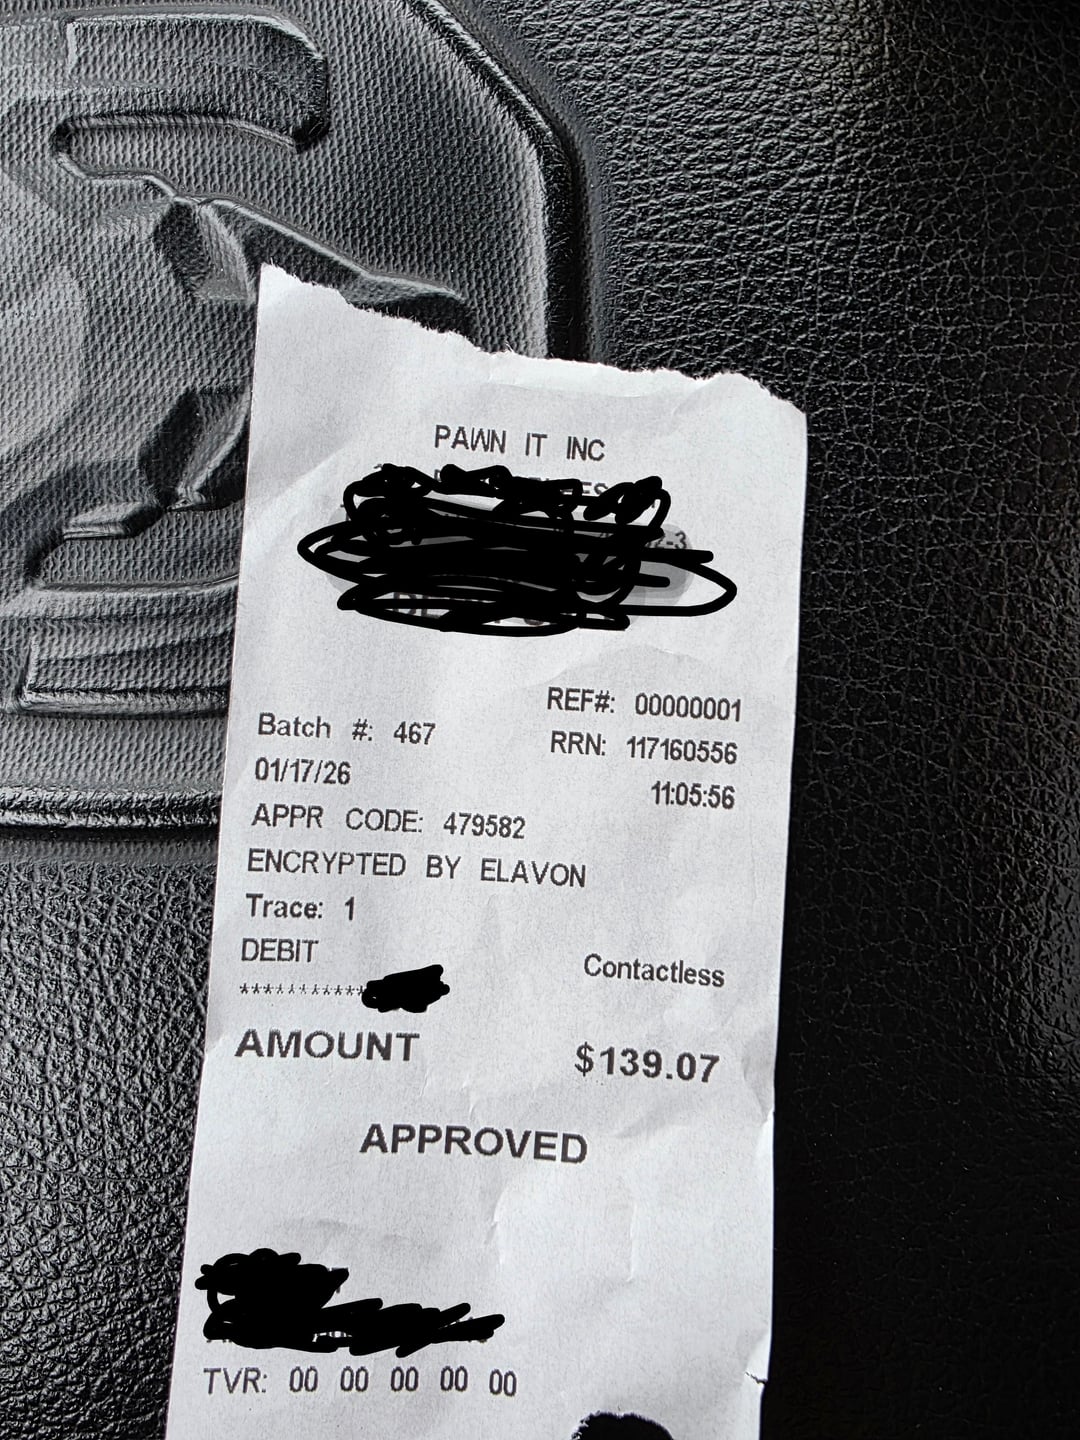 PAWN IT INC
REF#: 00000001
Batch #: 467
RRN: 117160556
01/17/26
11:05:56
APPR CODE: 479582
ENCRYPTED BY ELAVON
Trace: 1
DEBIT
Contactless
***********
AMOUNT $139.07
APPROVED
TVR: 00 00 00 00 00